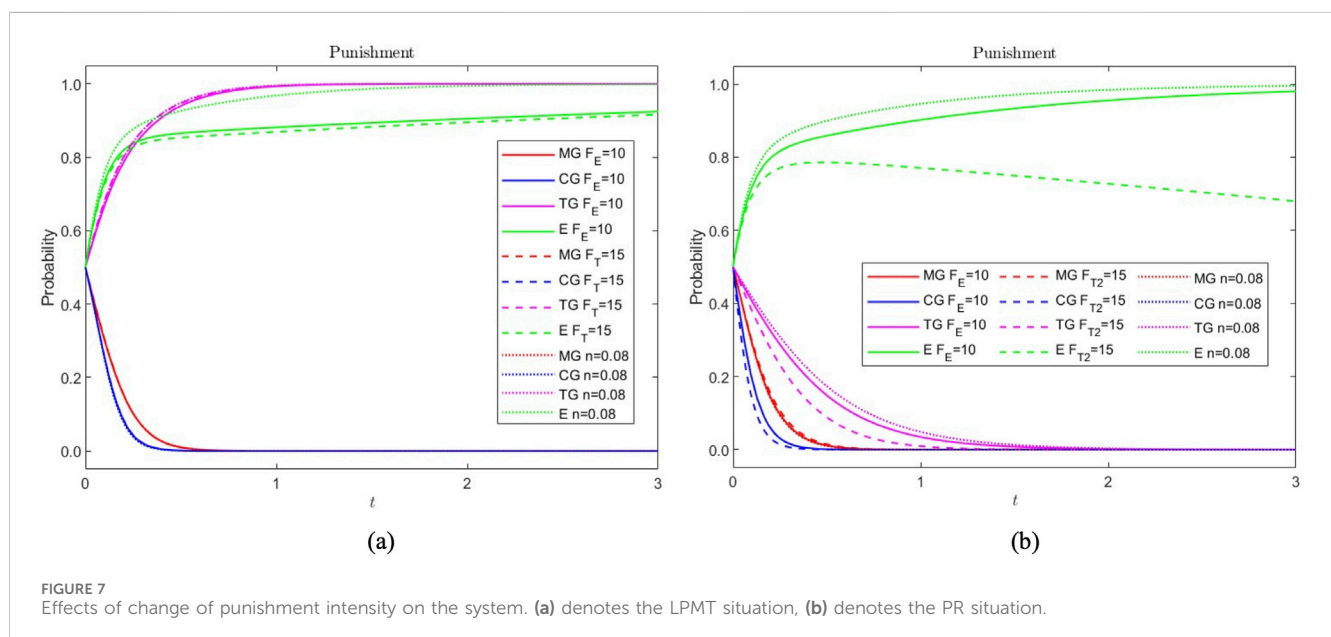 Punishment
1.0
0.8
0.6
0.4
0.2
0.0
Probability
0
1
2
3
t
MG F_E=10
CG F_E=10
TG F_E=10
E F_E=10
MG F_T=15
CG F_T=15
TG F_T=15
E F_T=15
MG n=0.08
CG n=0.08
TG n=0.08
E n=0.08
(a)
Punishment
1.0
0.8
0.6
0.4
0.2
0.0
Probability
0
1
2
3
t
MG F_E=10 MG F_T2=15 MG n=0.08
CG F_E=10 CG F_T2=15 CG n=0.08
TG F_E=10 TG F_T2=15 TG n=0.08
E F_E=10 E F_T2=15 E n=0.08
(b)
FIGURE 7
Effects of change of punishment intensity on the system. (a) denotes the LPMT situation, (b) denotes the PR situation.